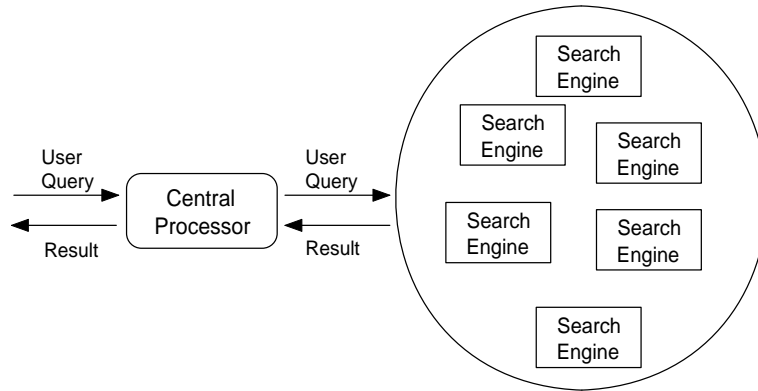 User
Query
Result
Central
Processor
User
Query
Result
Search
Engine
Search
Engine
Search
Engine
Search
Engine
Search
Engine
Search
Engine